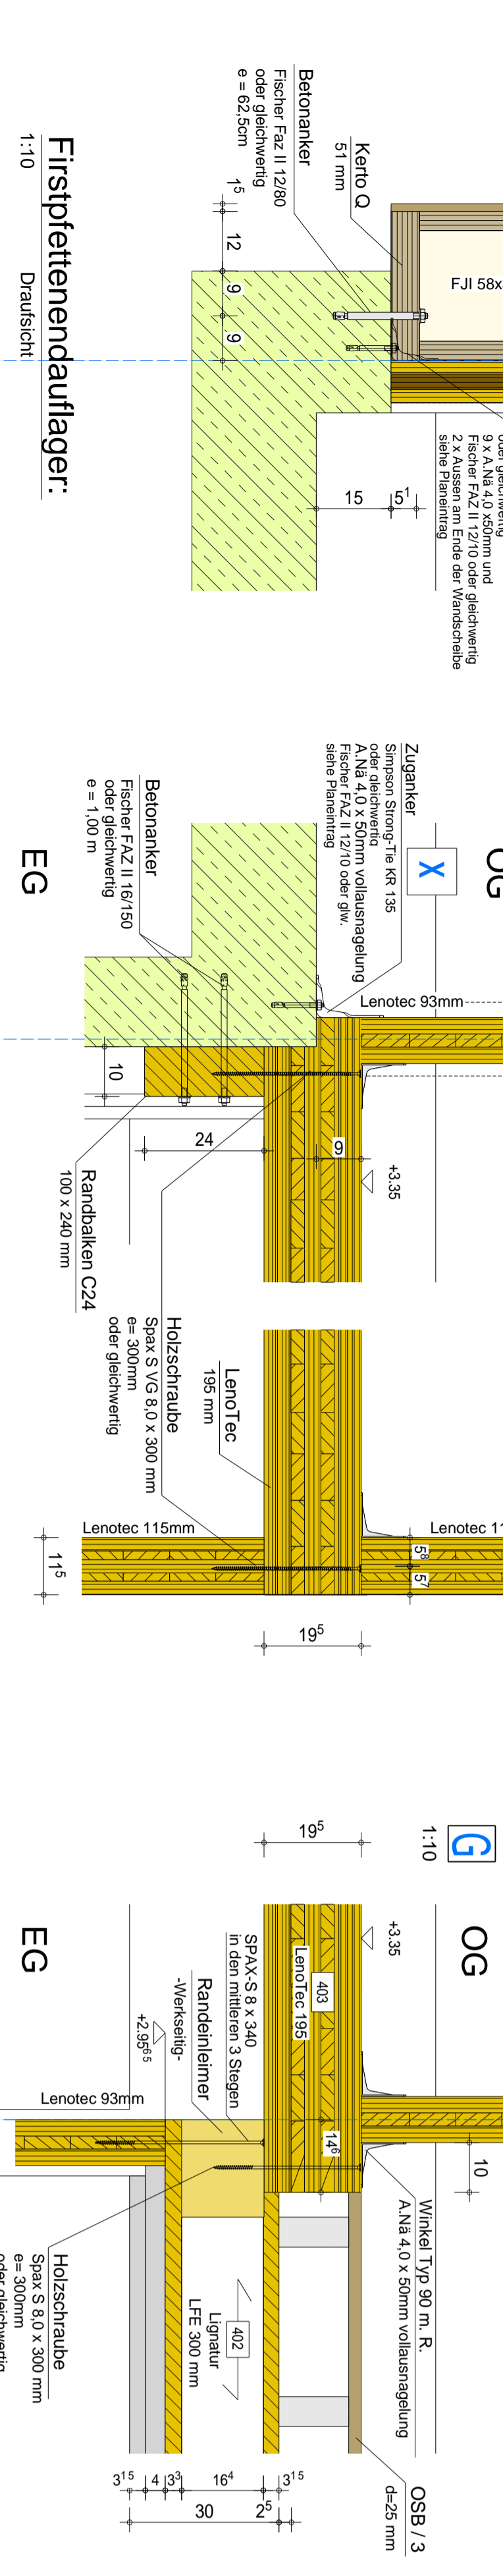 Firstpfettenendauflager:
1:10
Draufsicht
Betonanker
Fischer Faz II 12/80
oder gleichwertig
e = 62,5cm
Kerto Q
51 mm
1⁵
12
9
9
FJI 58x
15
5¹
oder gleichwertig
9 x A.Nä 4,0 x50mm und
Fischer FAZ II 12/10 oder gleichwertig
2 x Aussen am Ende der Wandscheibe
siehe Planeintrag
OG
X
EG
Zuganker
Simpson Strong-Tie KR 135
oder gleichwertig
A.Nä 4,0 x 50mm vollausnagelung
Fischer FAZ II 12/10 oder glw.
siehe Planeintrag
Betonanker
Fischer FAZ II 16/150
oder gleichwertig
e = 1,00 m
Lenotec 93mm
10
24
9
+3.35
Randbalken C24
100 x 240 mm
Holzschraube
Spax S VG 8,0 x 300 mm
e= 300mm
oder gleichwertig
LenoTec
195 mm
Lenotec 115mm
Lenotec 11
11⁵
5⁸
5⁷
19⁵
G
1:10
OG
EG
19⁵
+3.35
403
LenoTec 195
SPAX-S 8 x 340
in den mittleren 3 Stegen
Randeinleimer
-Werkseitig-
+2.95⁶⁵
Lenotec 93mm
14⁶
10
Winkel Typ 90 m. R.
A.Nä 4,0 x 50mm vollausnagelung
Holzschraube
Spax S 8,0 x 300 mm
e= 300mm
oder gleichwertig
402
Lignatur
LFE 300 mm
OSB / 3
d=25 mm
3¹⁵
4
3³
16⁴
3¹⁵
30
2⁵